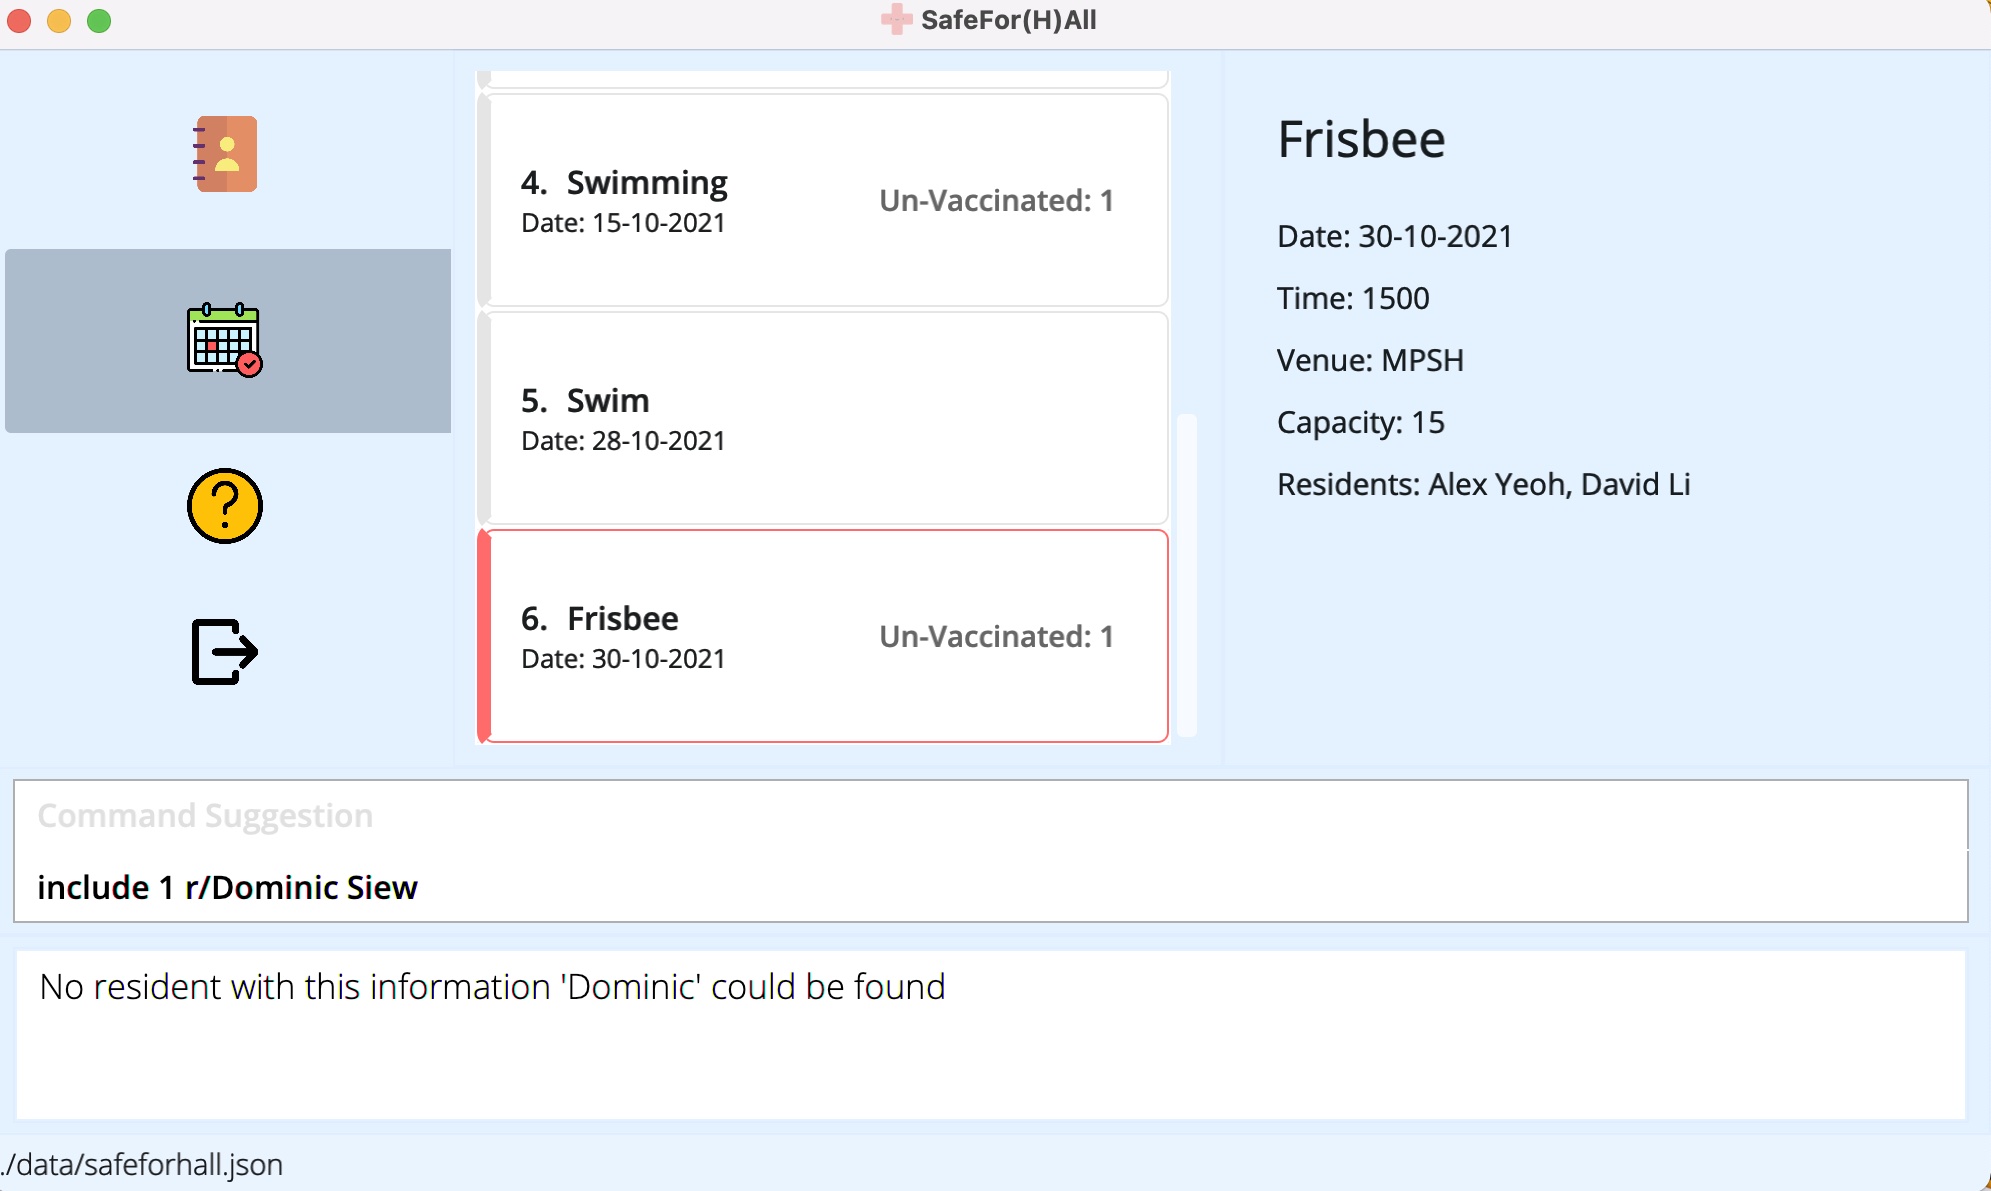 SafeFor(H)All
4. Swimming
Date: 15-10-2021
Un-Vaccinated: 1
5. Swim
Date: 28-10-2021
6. Frisbee
Date: 30-10-2021
Un-Vaccinated: 1
Frisbee
Date: 30-10-2021
Time: 1500
Venue: MPSH
Capacity: 15
Residents: Alex Yeoh, David Li
Command Suggestion
include 1 r/Dominic Siew
No resident with this information 'Dominic' could be found
./data/safeforhall.json